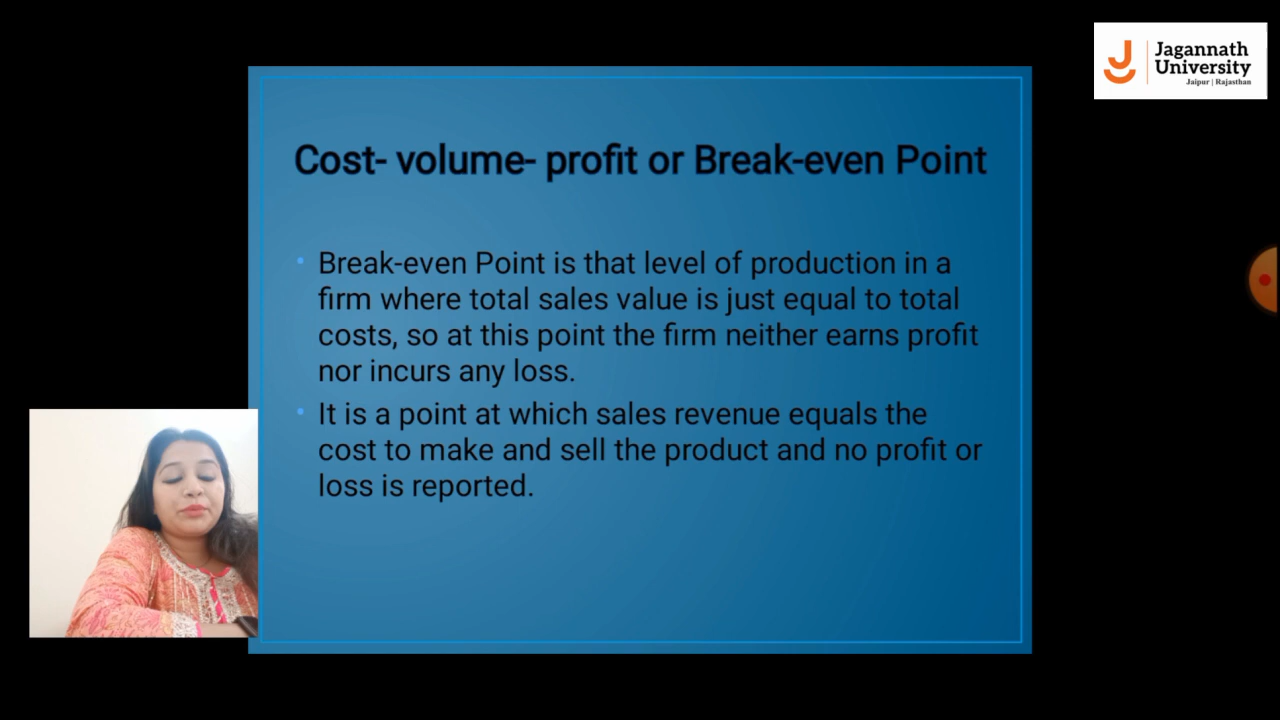 Jagannath
University
Jaipur | Rajasthan
Cost- volume- profit or Break-even Point
• Break-even Point is that level of production in a
firm where total sales value is just equal to total
costs, so at this point the firm neither earns profit
nor incurs any loss.
• It is a point at which sales revenue equals the
cost to make and sell the product and no profit or
loss is reported.